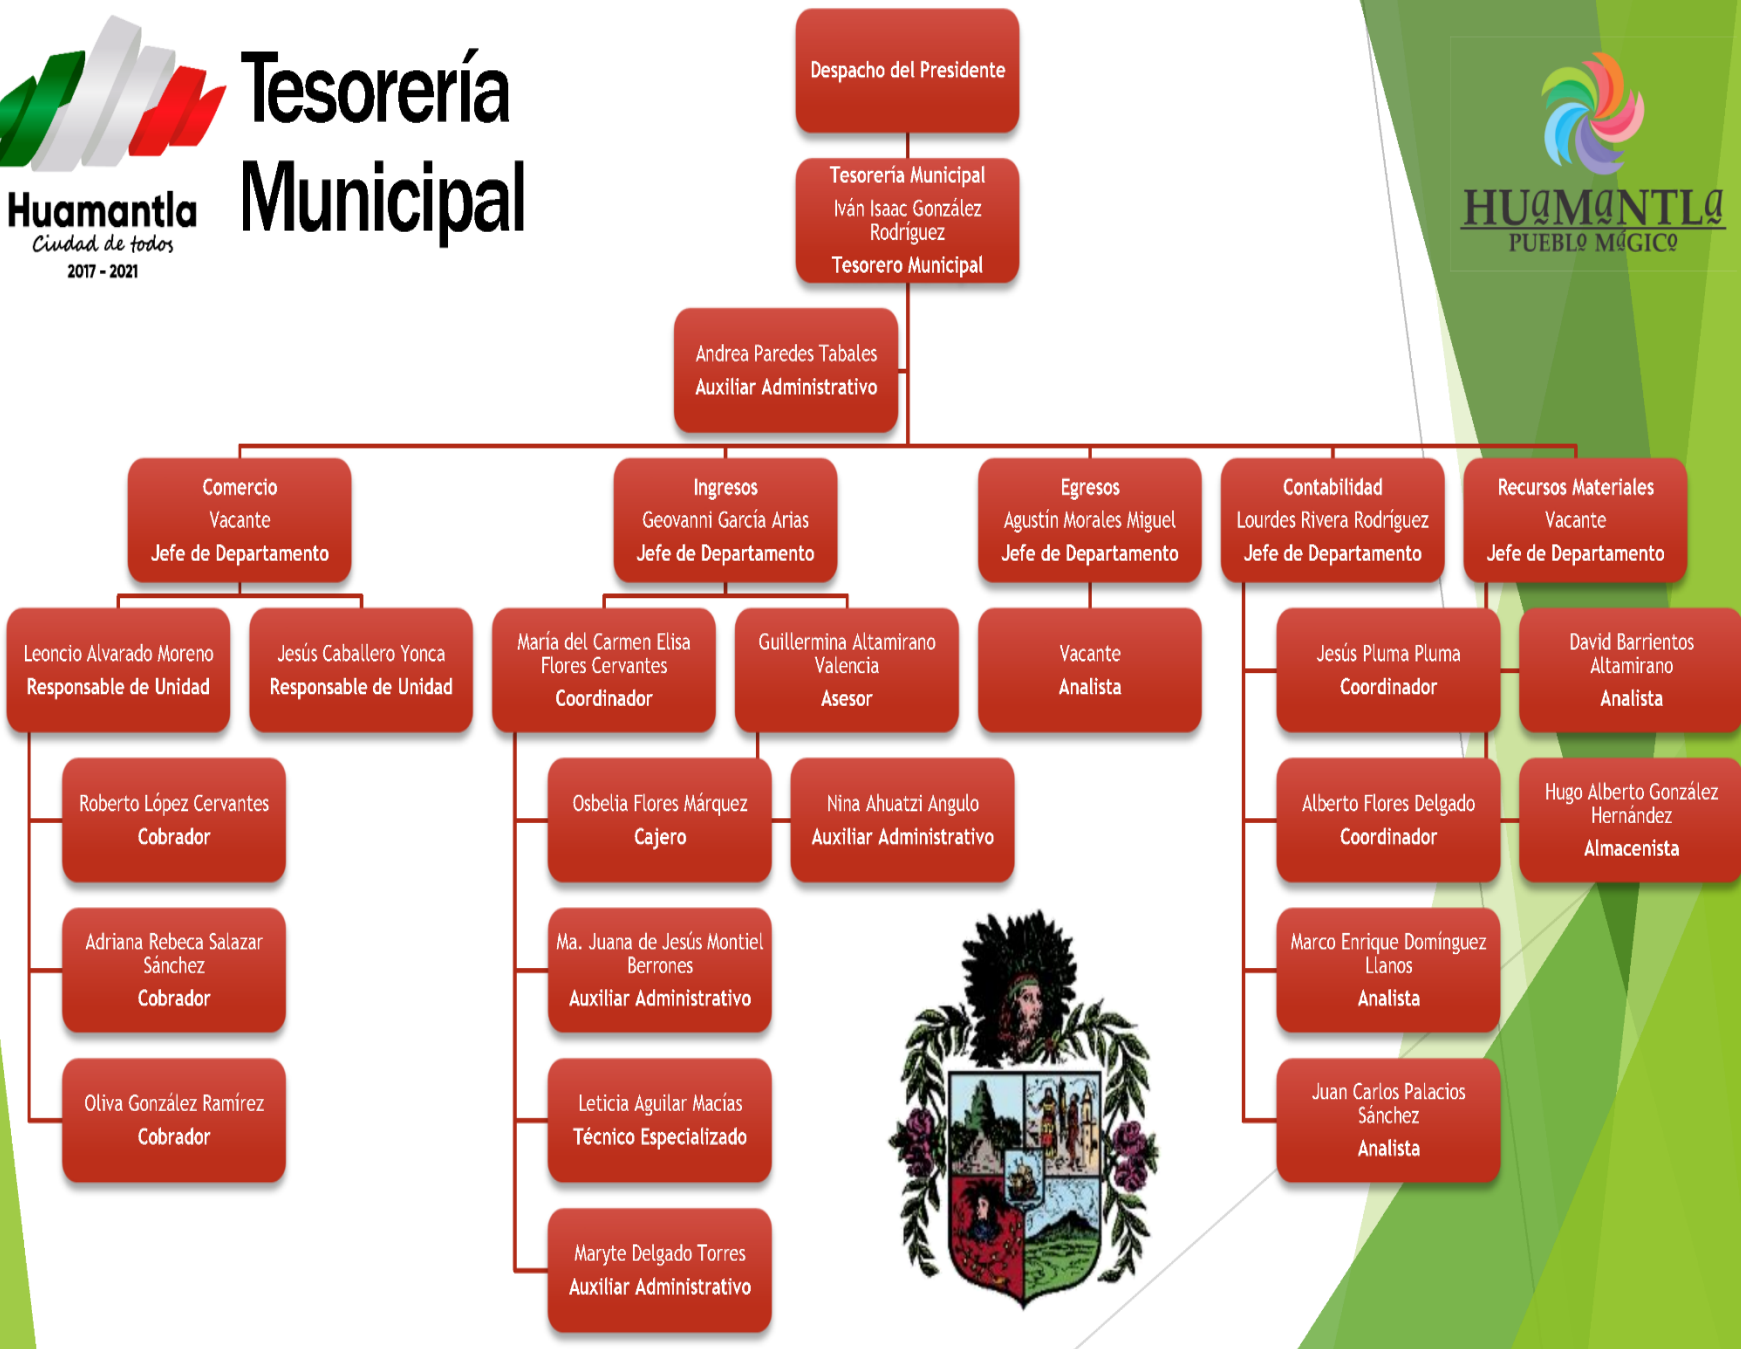 Huamantla
Ciudad de todos
2017 - 2021
Tesorería
Municipal
HUaMaNTLa
PUEBLO MáGICO
Despacho del Presidente
Tesorería Municipal
Iván Isaac González
Rodríguez
Tesorero Municipal
Andrea Paredes Tabales
Auxiliar Administrativo
Comercio
Vacante
Jefe de Departamento
Ingresos
Geovanni García Arias
Jefe de Departamento
Egresos
Agustín Morales Miguel
Jefe de Departamento
Contabilidad
Lourdes Rivera Rodríguez
Jefe de Departamento
Recursos Materiales
Vacante
Jefe de Departamento
Leoncio Alvarado Moreno
Responsable de Unidad
Jesús Caballero Yonca
Responsable de Unidad
María del Carmen Elisa
Flores Cervantes
Coordinador
Guillermina Altamirano
Valencia
Asesor
Vacante
Analista
Jesús Pluma Pluma
Coordinador
David Barrientos
Altamirano
Analista
Roberto López Cervantes
Cobrador
Osbelia Flores Márquez
Cajero
Nina Ahuatzi Angulo
Auxiliar Administrativo
Alberto Flores Delgado
Coordinador
Hugo Alberto González
Hernández
Almacenista
Adriana Rebeca Salazar
Sánchez
Cobrador
Ma. Juana de Jesús Montiel
Berrones
Auxiliar Administrativo
Marco Enrique Domínguez
Llanos
Analista
Oliva González Ramírez
Cobrador
Leticia Aguilar Macías
Técnico Especializado
Juan Carlos Palacios
Sánchez
Analista
Maryte Delgado Torres
Auxiliar Administrativo